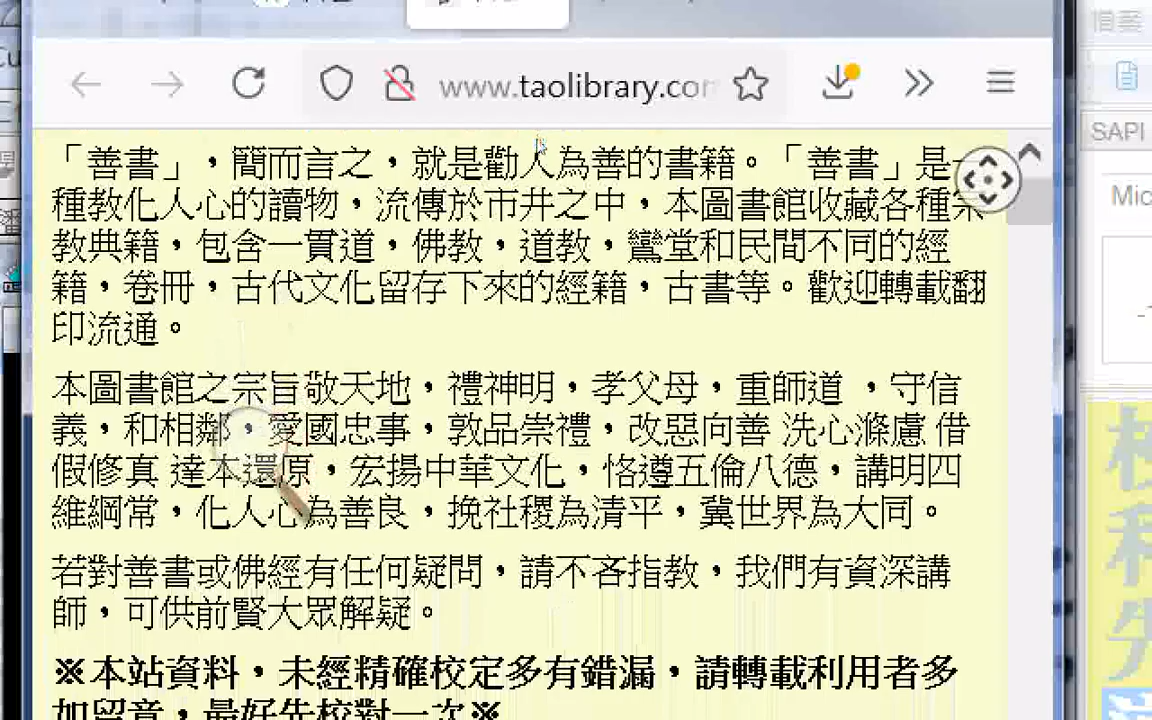 www.taolibrary.co
SAPI
Mic
「善書」，簡而言之，就是勸人為善的書籍。「善書」是一
種教化人心的讀物，流傳於市井之中，本圖書館收藏各種宗
教典籍，包含一貫道，佛教，道教，鸞堂和民間不同的經
籍，卷冊，古代文化留存下來的經籍，古書等。歡迎轉載翻
印流通。
本圖書館之宗旨敬天地，禮神明，孝父母，重師道 ，守信
義，和相鄰，愛國忠事，敦品崇禮，改惡向善 洗心滌慮 借
假修真 達本還原，宏揚中華文化，恪遵五倫八德，講明四
維綱常，化人心為善良，挽社稷為清平，冀世界為大同。
若對善書或佛經有任何疑問，請不吝指教，我們有資深講
師，可供前賢大眾解疑。
※本站資料，未經精確校定多有錯漏，請轉載利用者多
加留意，最好先校對一次※